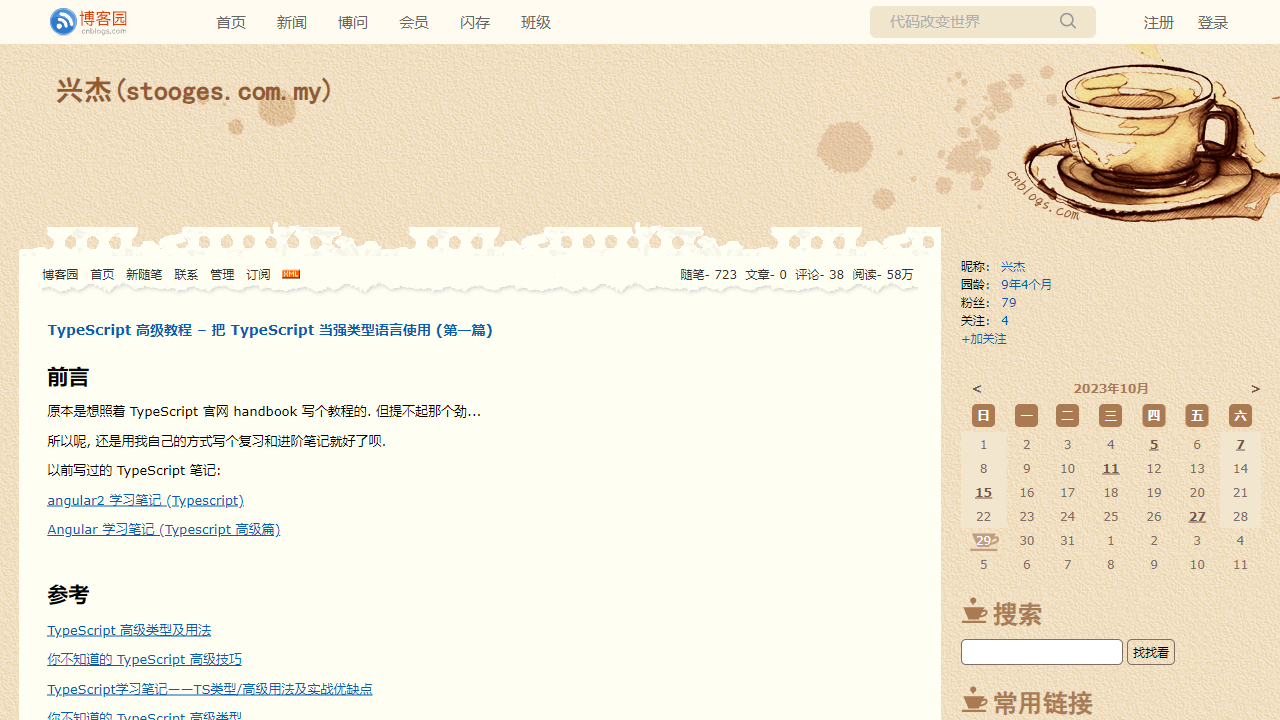 博客园
cnblogs.com
首页 新闻 博问 会员 闪存 班级
代码改变世界
注册 登录
兴杰(stooges.com.my)
cnblogs.com
博客园 首页 新随笔 联系 管理 订阅 XML
随笔- 723 文章- 0 评论- 38 阅读- 58万
TypeScript 高级教程 – 把 TypeScript 当强类型语言使用 (第一篇)
前言
原本是想照着 TypeScript 官网 handbook 写个教程的. 但提不起那个劲...
所以呢, 还是用我自己的方式写个复习和进阶笔记就好了呗.
以前写过的 TypeScript 笔记:
angular2 学习笔记 (Typescript)
Angular 学习笔记 (Typescript 高级篇)
参考
TypeScript 高级类型及用法
你不知道的 TypeScript 高级技巧
TypeScript学习笔记——TS类型/高级用法及实战优缺点
你不知道的 TypeScript 高级类型
昵称: 兴杰
园龄: 9年4个月
粉丝: 79
关注: 4
+加关注
< 2023年10月 >
日 一 二 三 四 五 六
1 2 3 4 5 6 7
8 9 10 11 12 13 14
15 16 17 18 19 20 21
22 23 24 25 26 27 28
29 30 31 1 2 3 4
5 6 7 8 9 10 11
搜索
找找看
常用链接